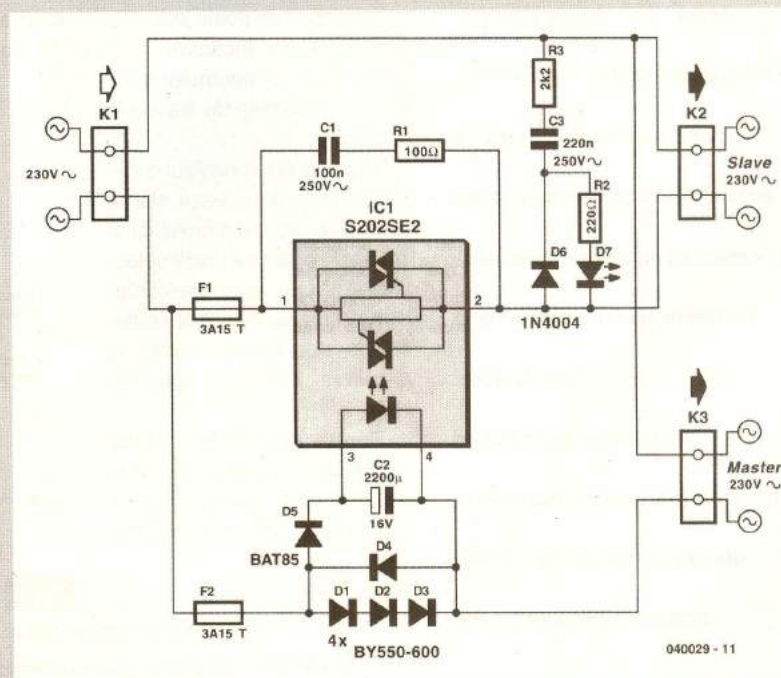 K1
230V ~
C1
100n
250V ~
R1
100Ω
R3
2k2
C3
220n
250V ~
R2
220Ω
D6
D7
1N4004
K2
Slave
230V ~
IC1
S202SE2
1
2
3
4
F1
3A15 T
C2
2200µ
16V
D5
BAT85
D4
D1
D2
D3
4x
BY550-600
F2
3A15 T
K3
Master
230V ~
040029 - 11